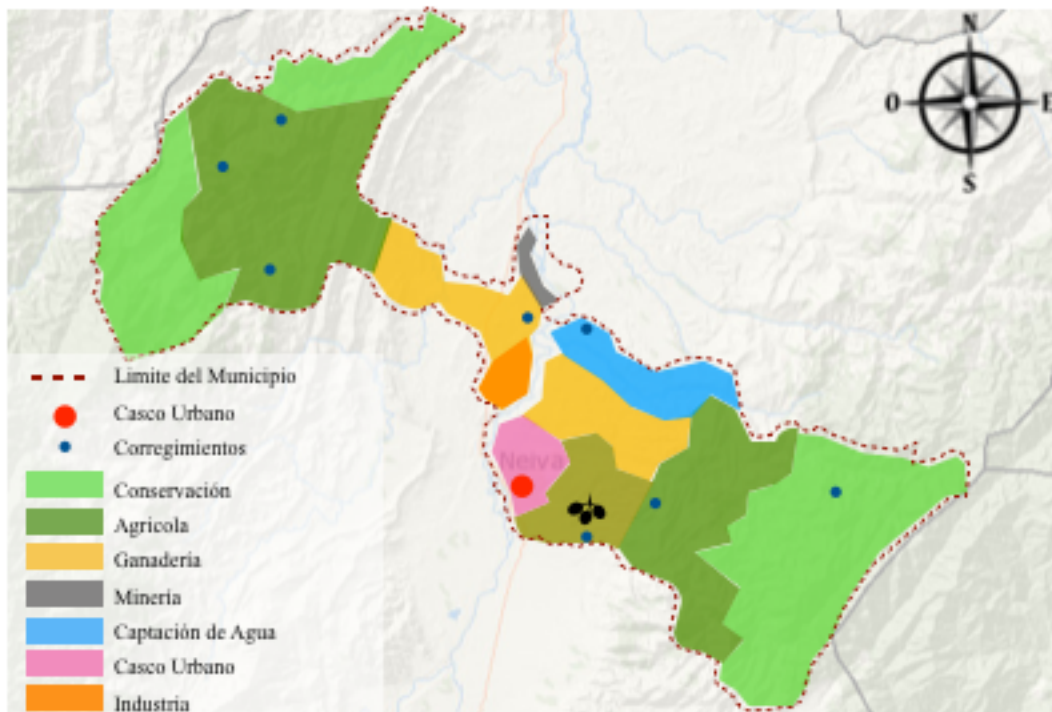 N
O
E
S
Neiva
Limite del Municipio
Casco Urbano
Corregimientos
Conservación
Agricola
Ganadería
Minería
Captación de Agua
Casco Urbano
Industria